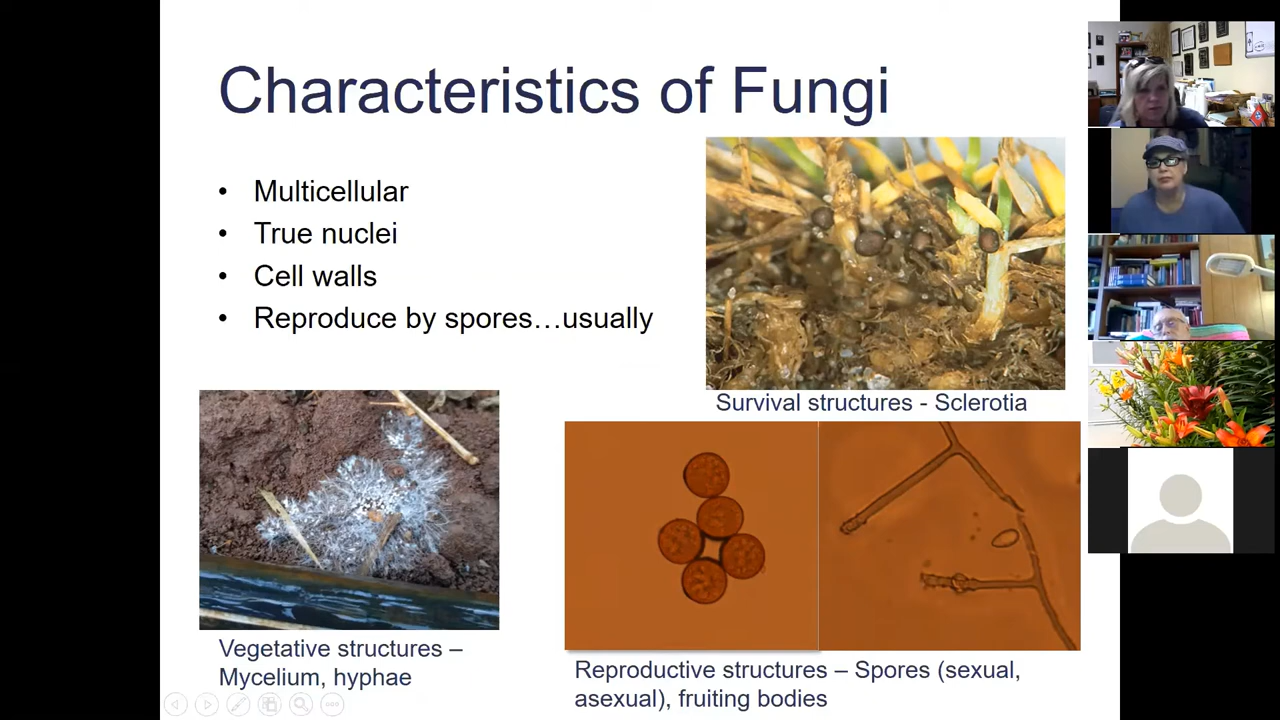 Characteristics of Fungi
• Multicellular
• True nuclei
• Cell walls
• Reproduce by spores…usually
Survival structures - Sclerotia
Vegetative structures –
Mycelium, hyphae
Reproductive structures – Spores (sexual,
asexual), fruiting bodies